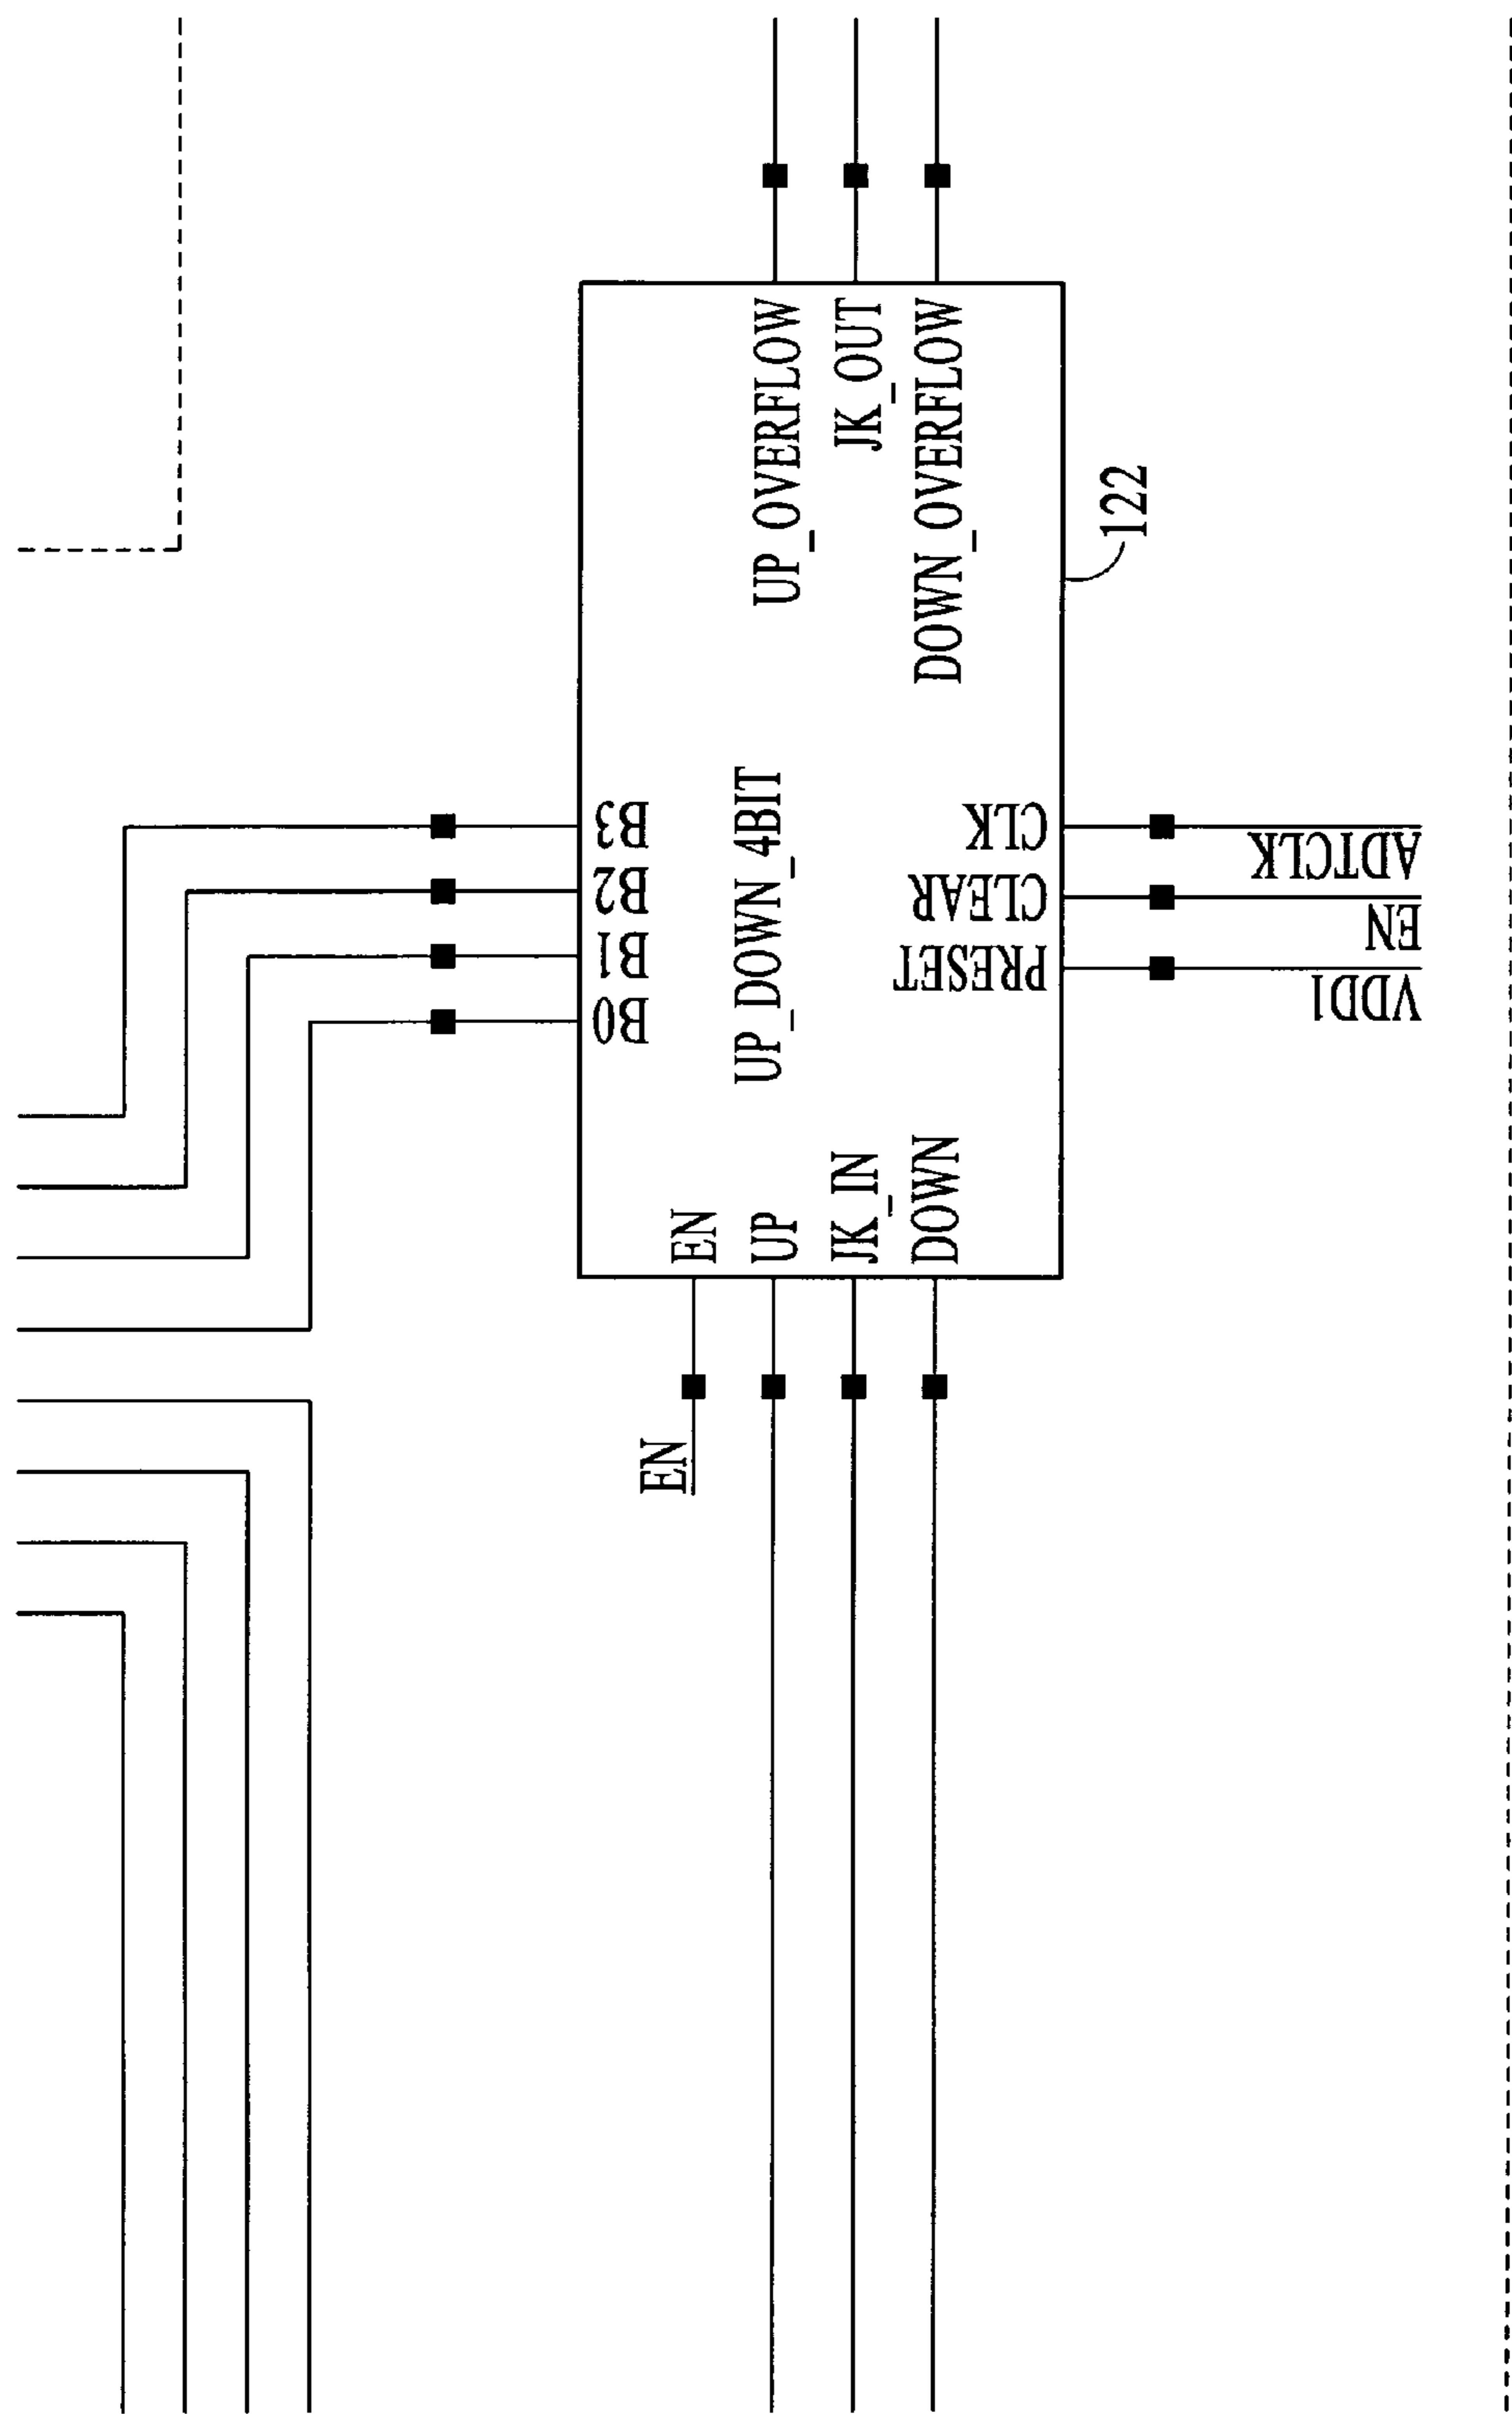 UP_OVERFLOW
JK_OUT
DOWN_OVERFLOW
122
B3
B2
B1
B0
UP_DOWN_4BIT
CLK
CLEAR
PRESET
ADTCLK
EN
VDD1
EN
UP
JK_IN
DOWN
EN